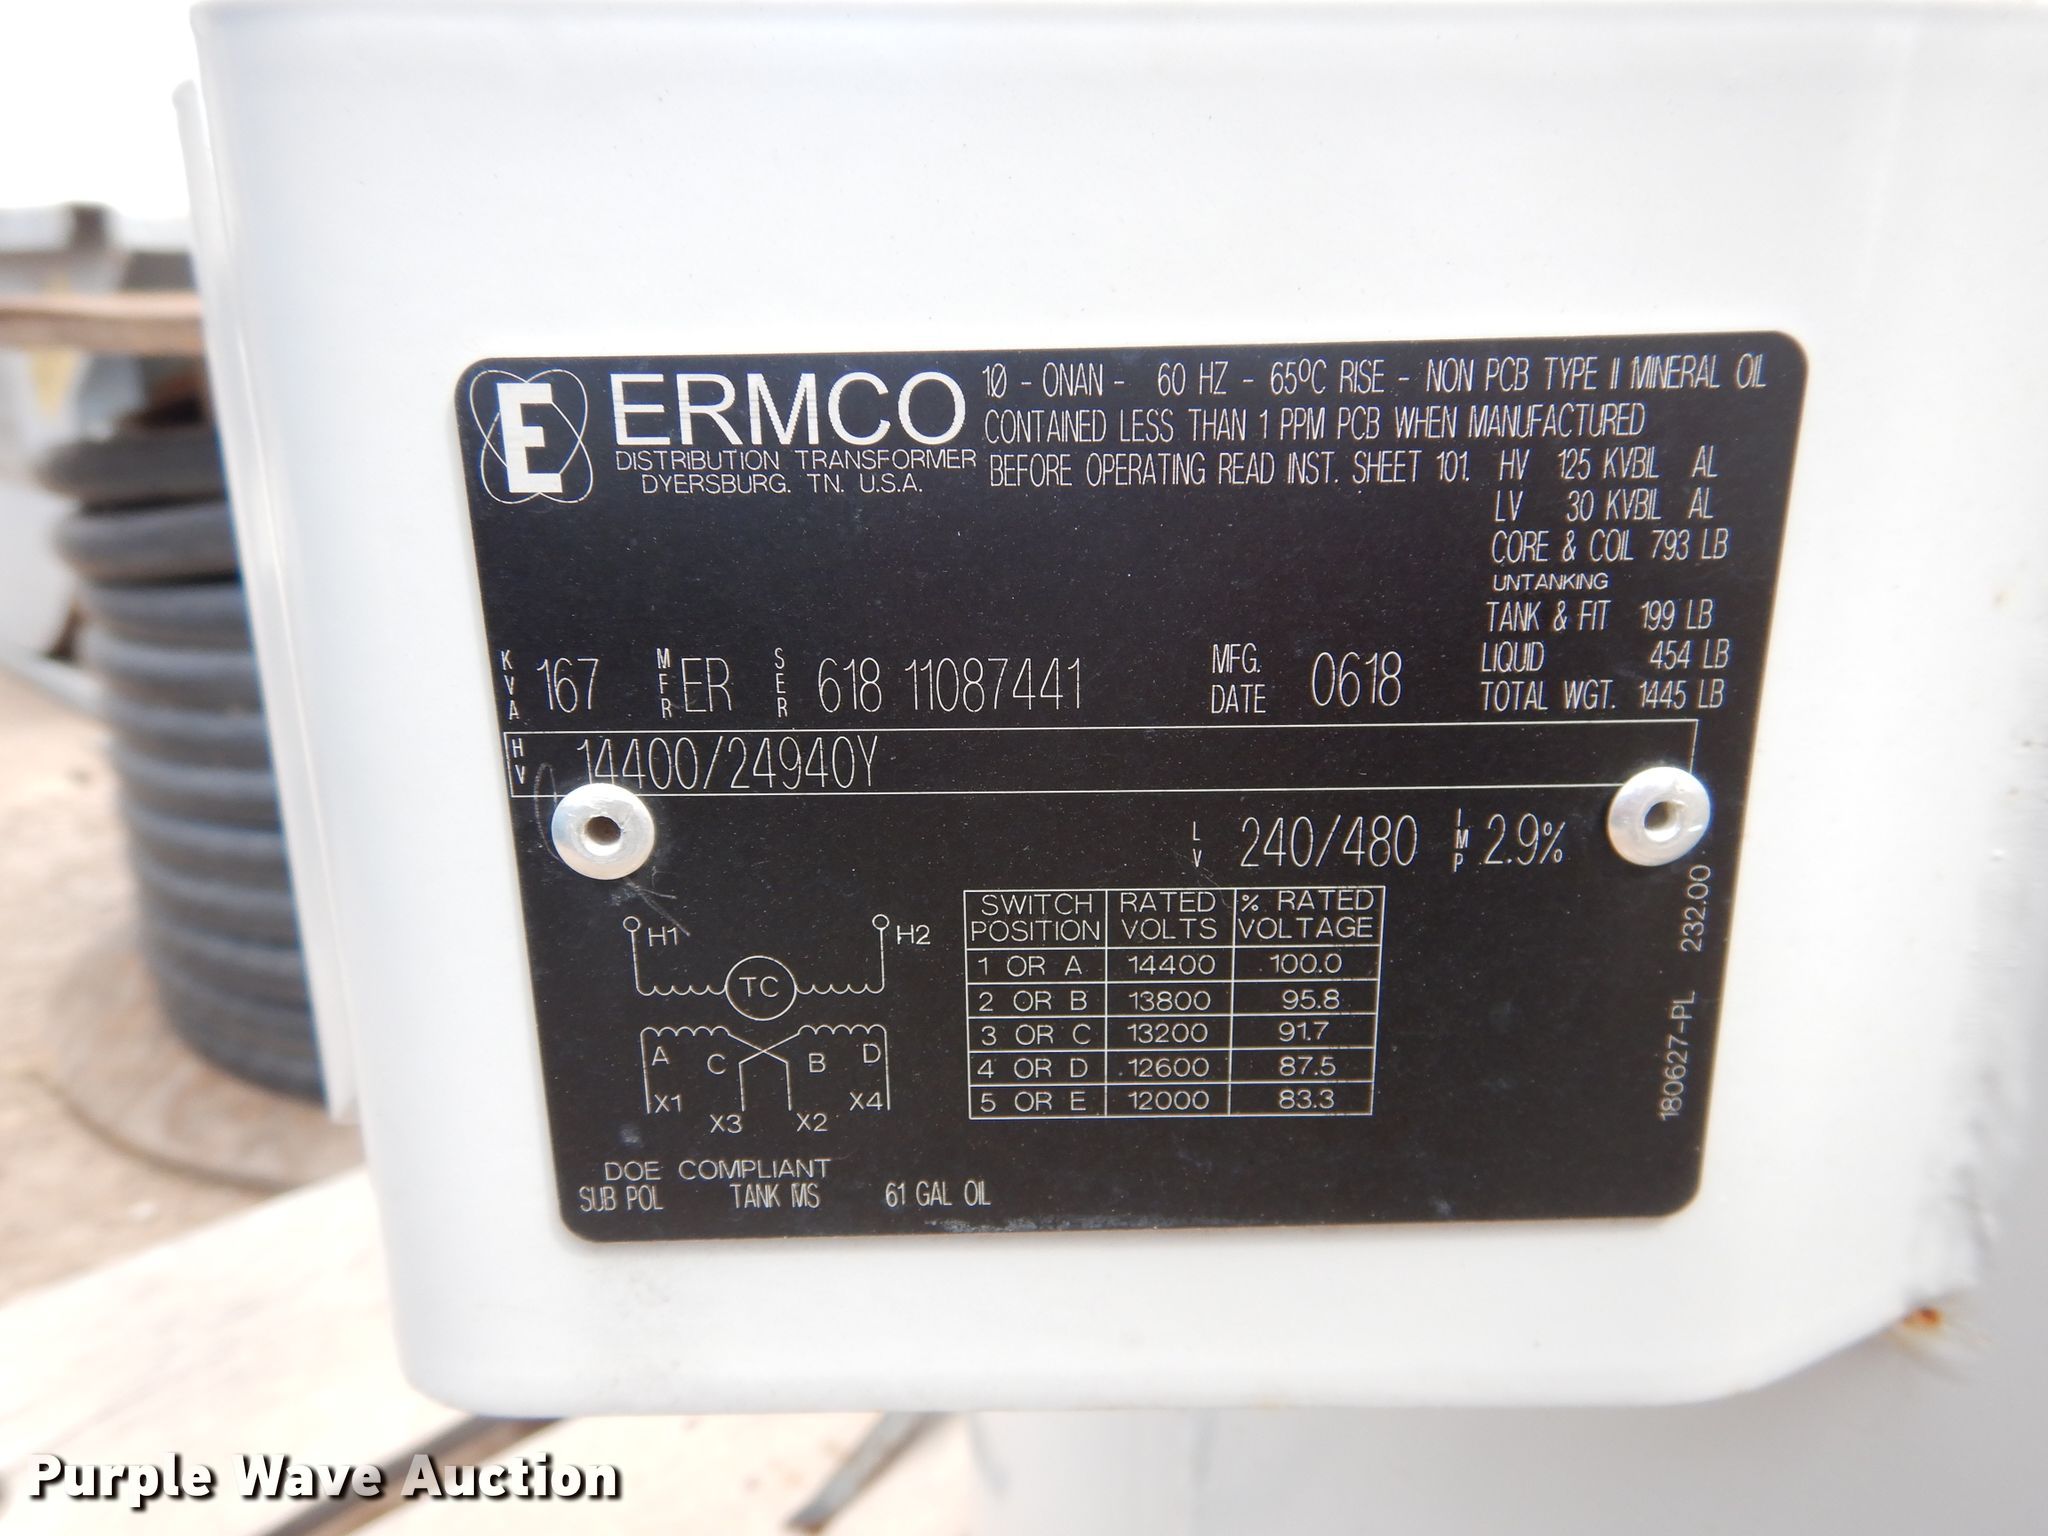 E ERMCO
DISTRIBUTION TRANSFORMER
DYERSBURG. TN. U.S.A.
1Ø - ONAN - 60 HZ - 65ºC RISE - NON PCB TYPE II MINERAL OIL
CONTAINED LESS THAN 1 PPM PCB WHEN MANUFACTURED
BEFORE OPERATING READ INST. SHEET 101. HV 125 KVBIL AL
LV 30 KVBIL AL
CORE & COIL 793 LB
UNTANKING
TANK & FIT 199 LB
LIQUID 454 LB
TOTAL WGT. 1445 LB
KVA 167 MFR ER SER 618 11087441 MFG. DATE 0618
HV 14400/24940Y
LV 240/480 IMP 2.9%
H1 H2
TC
A C B D
X1 X3 X2 X4
SWITCH POSITION RATED VOLTS % RATED VOLTAGE
1 OR A 14400 100.0
2 OR B 13800 95.8
3 OR C 13200 91.7
4 OR D 12600 87.5
5 OR E 12000 83.3
180627-PL 232.00
DOE COMPLIANT
SUB POL TANK MS 61 GAL OIL
Purple Wave Auction